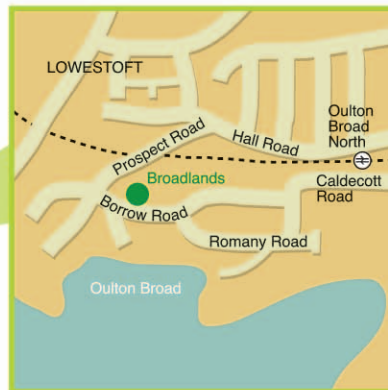 LOWESTOFT
Oulton
Broad
North
Hall Road
Prospect Road
Broadlands
Caldecott
Road
Borrow Road
Romany Road
Oulton Broad